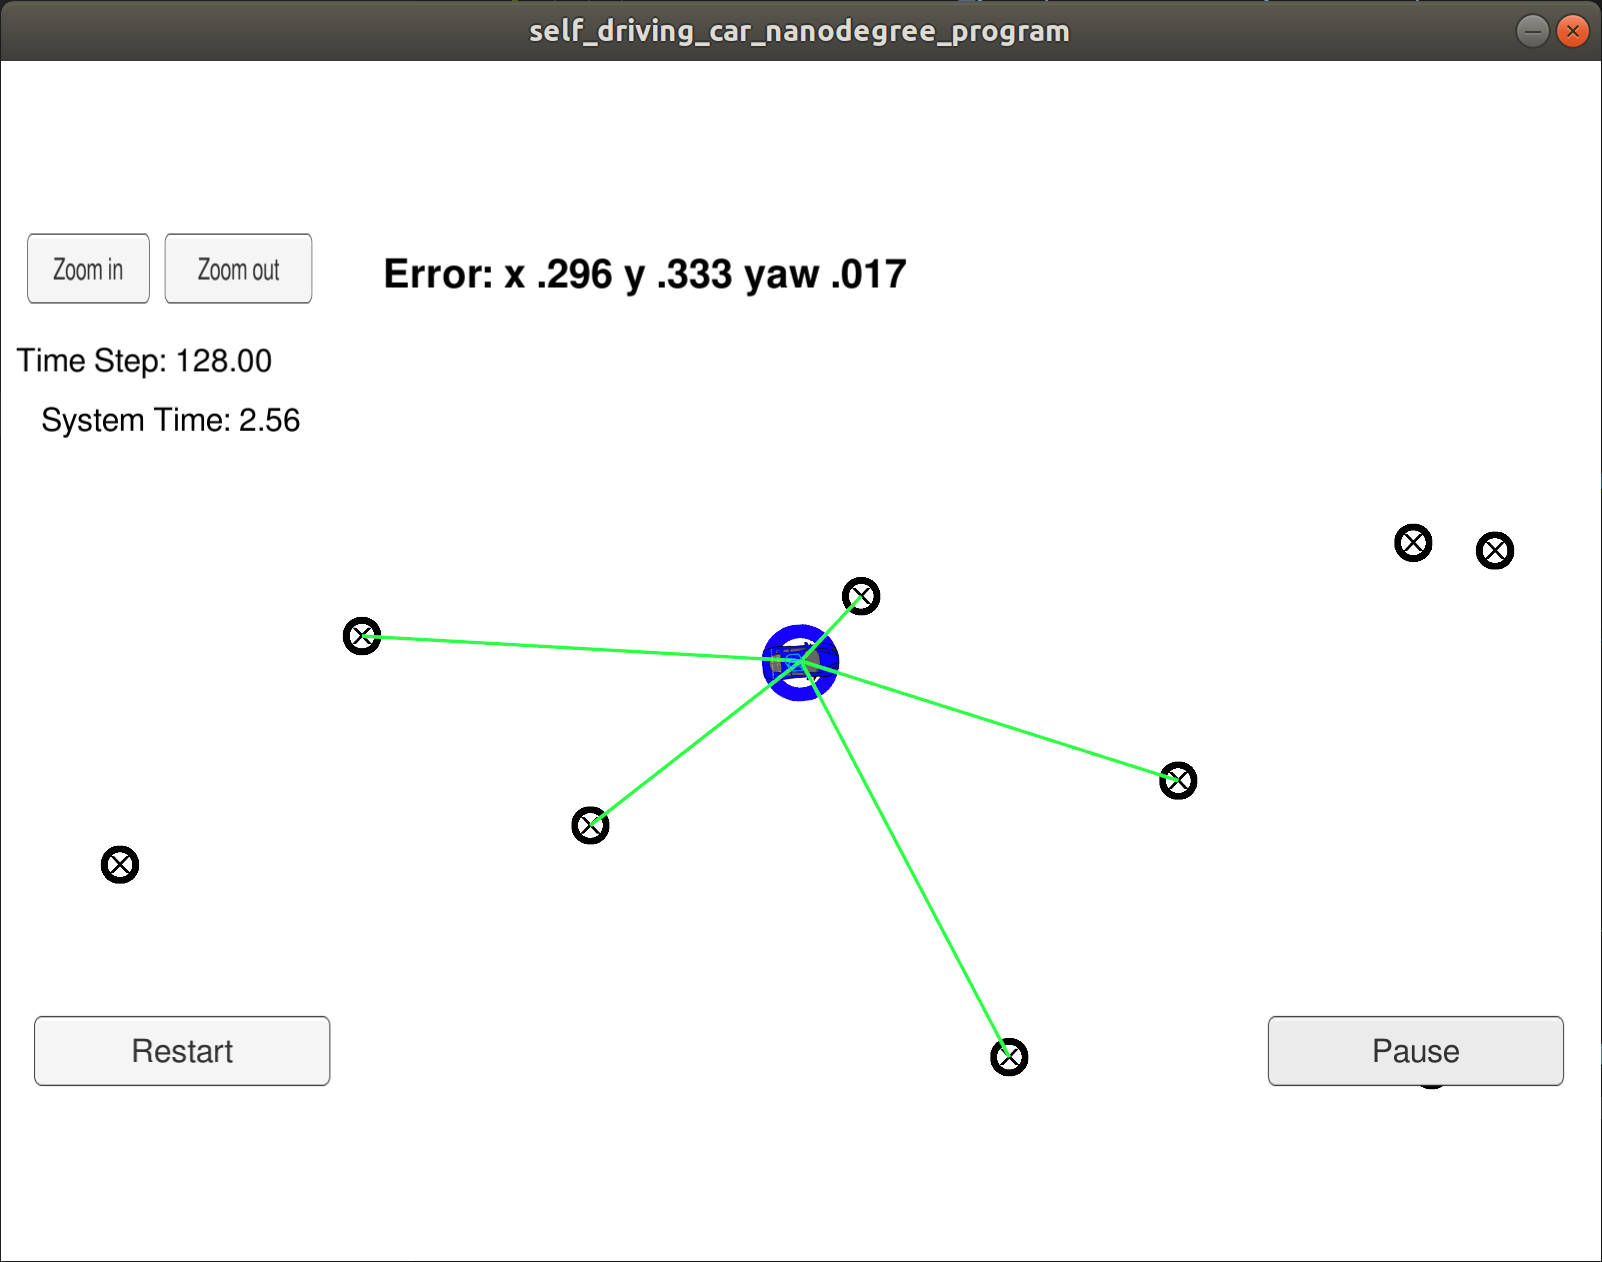 self_driving_car_nanodegree_program
Zoom in
Zoom out
Error: x .296 y .333 yaw .017
Time Step: 128.00
System Time: 2.56
Restart
Pause